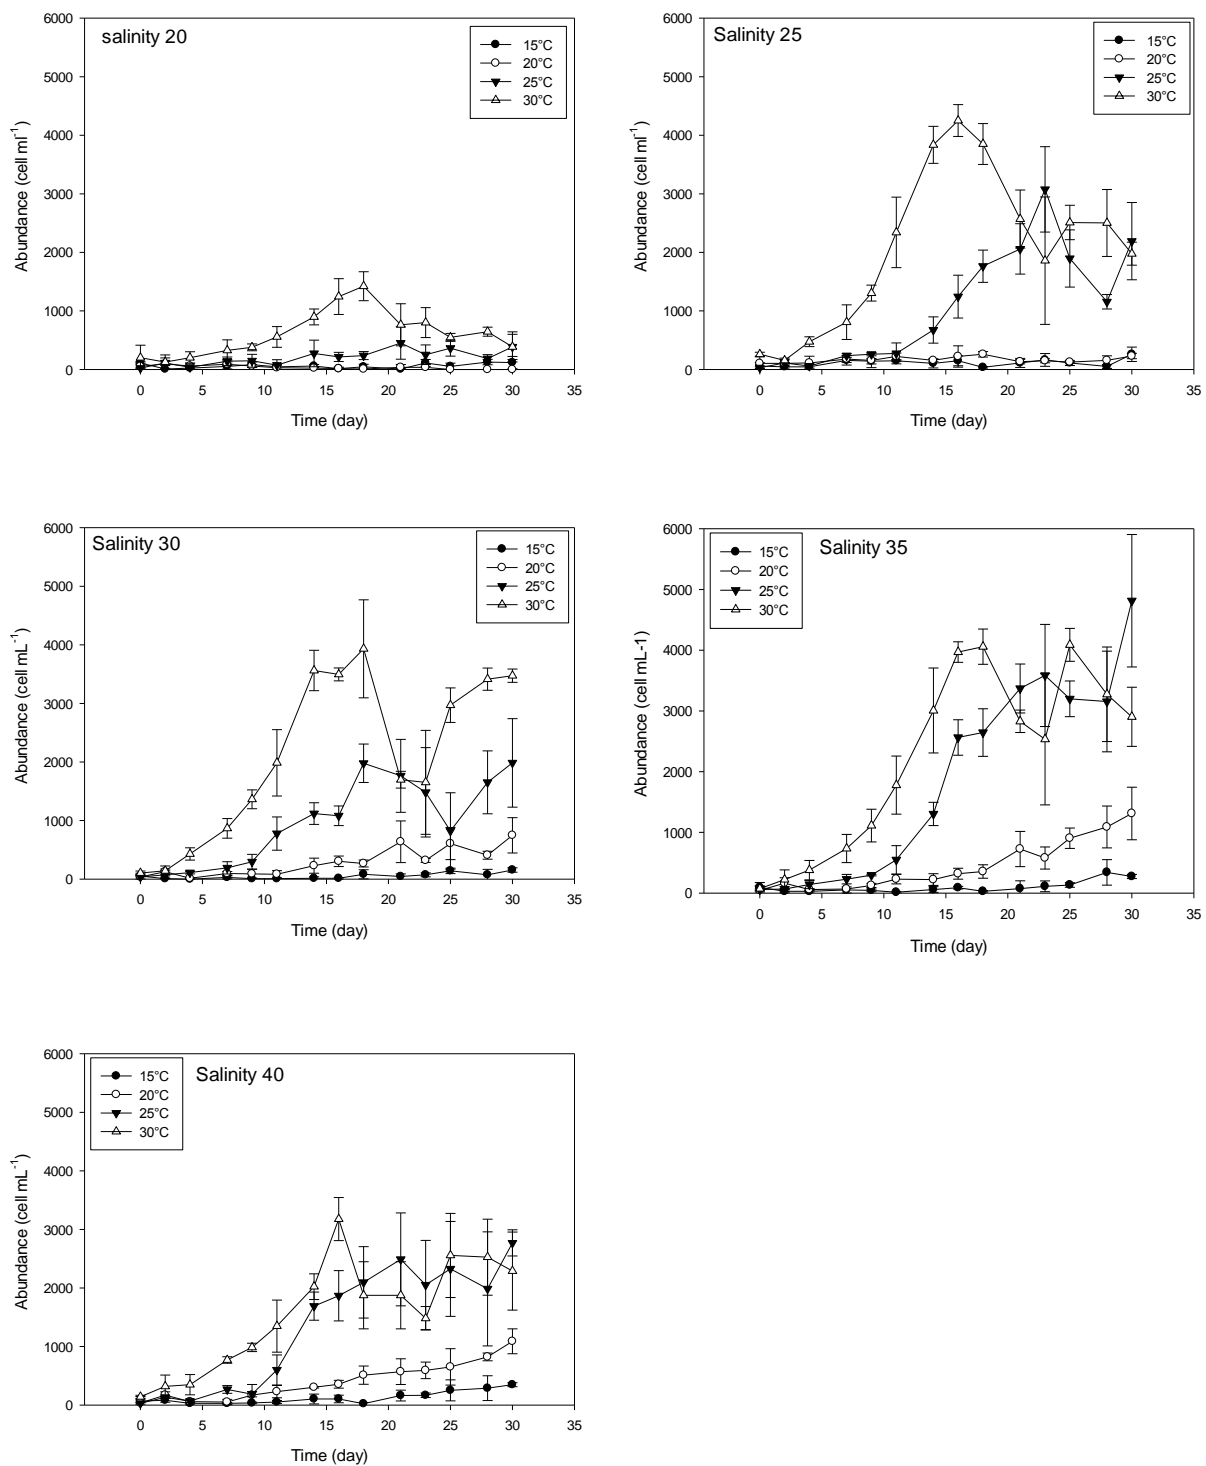 salinity 20
15°C
20°C
25°C
30°C
Abundance (cell ml-1)
6000
5000
4000
3000
2000
1000
0
0 5 10 15 20 25 30 35
Time (day)
Salinity 25
15°C
20°C
25°C
30°C
Abundance (cell ml-1)
6000
5000
4000
3000
2000
1000
0
0 5 10 15 20 25 30 35
Time (day)
Salinity 30
15°C
20°C
25°C
30°C
Abundance (cell mL-1)
6000
5000
4000
3000
2000
1000
0
0 5 10 15 20 25 30 35
Time (day)
Salinity 35
15°C
20°C
25°C
30°C
Abundance (cell mL-1)
6000
5000
4000
3000
2000
1000
0
0 5 10 15 20 25 30 35
Time (day)
Salinity 40
15°C
20°C
25°C
30°C
Abundance (cell mL-1)
6000
5000
4000
3000
2000
1000
0
0 5 10 15 20 25 30 35
Time (day)